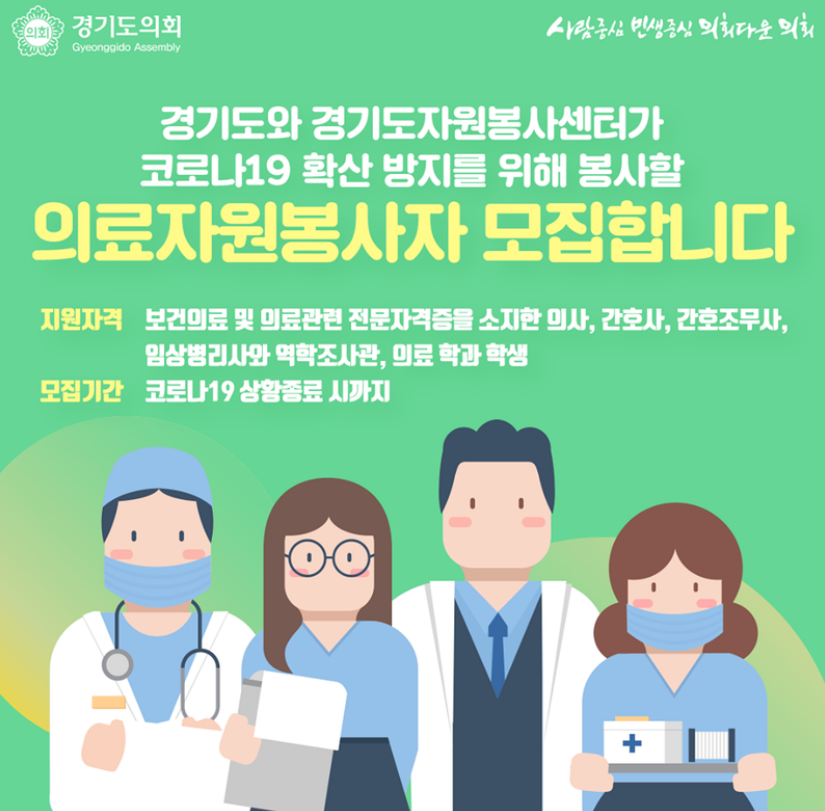 의회
경기도의회
Gyeonggido Assembly
사람중심 민생중심 의회다운 의회
경기도와 경기도자원봉사센터가
코로나19 확산 방지를 위해 봉사할
의료자원봉사자 모집합니다
지원자격 보건의료 및 의료관련 전문자격증을 소지한 의사, 간호사, 간호조무사,
임상병리사와 역학조사관, 의료 학과 학생
모집기간 코로나19 상황종료 시까지